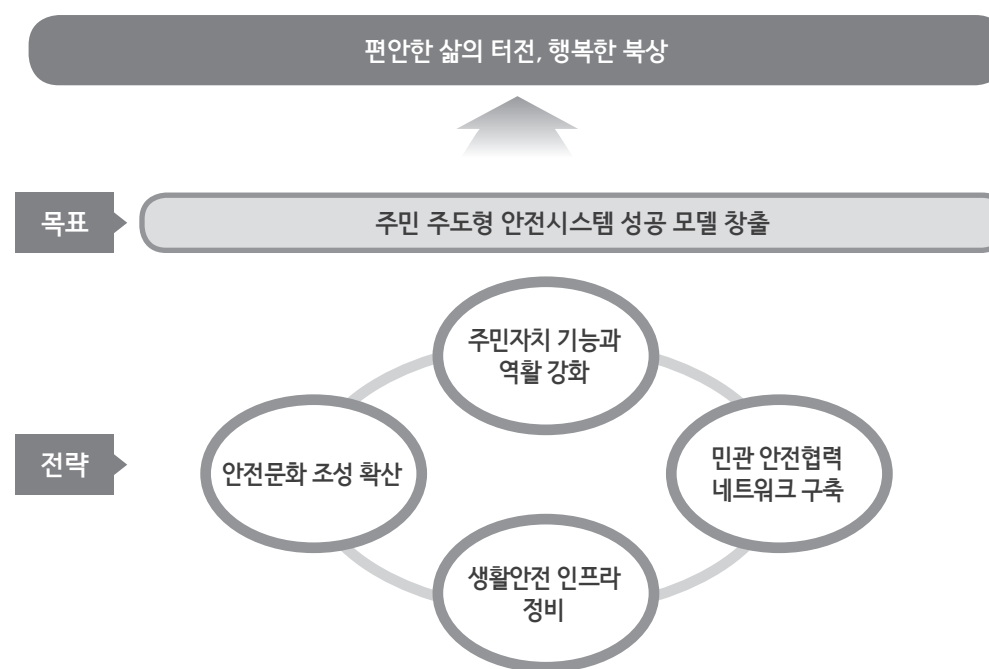 편안한 삶의 터전, 행복한 북상
목표
주민 주도형 안전시스템 성공 모델 창출
주민자치 기능과
역활 강화
전략
안전문화 조성 확산
민관 안전협력
네트워크 구축
생활안전 인프라
정비